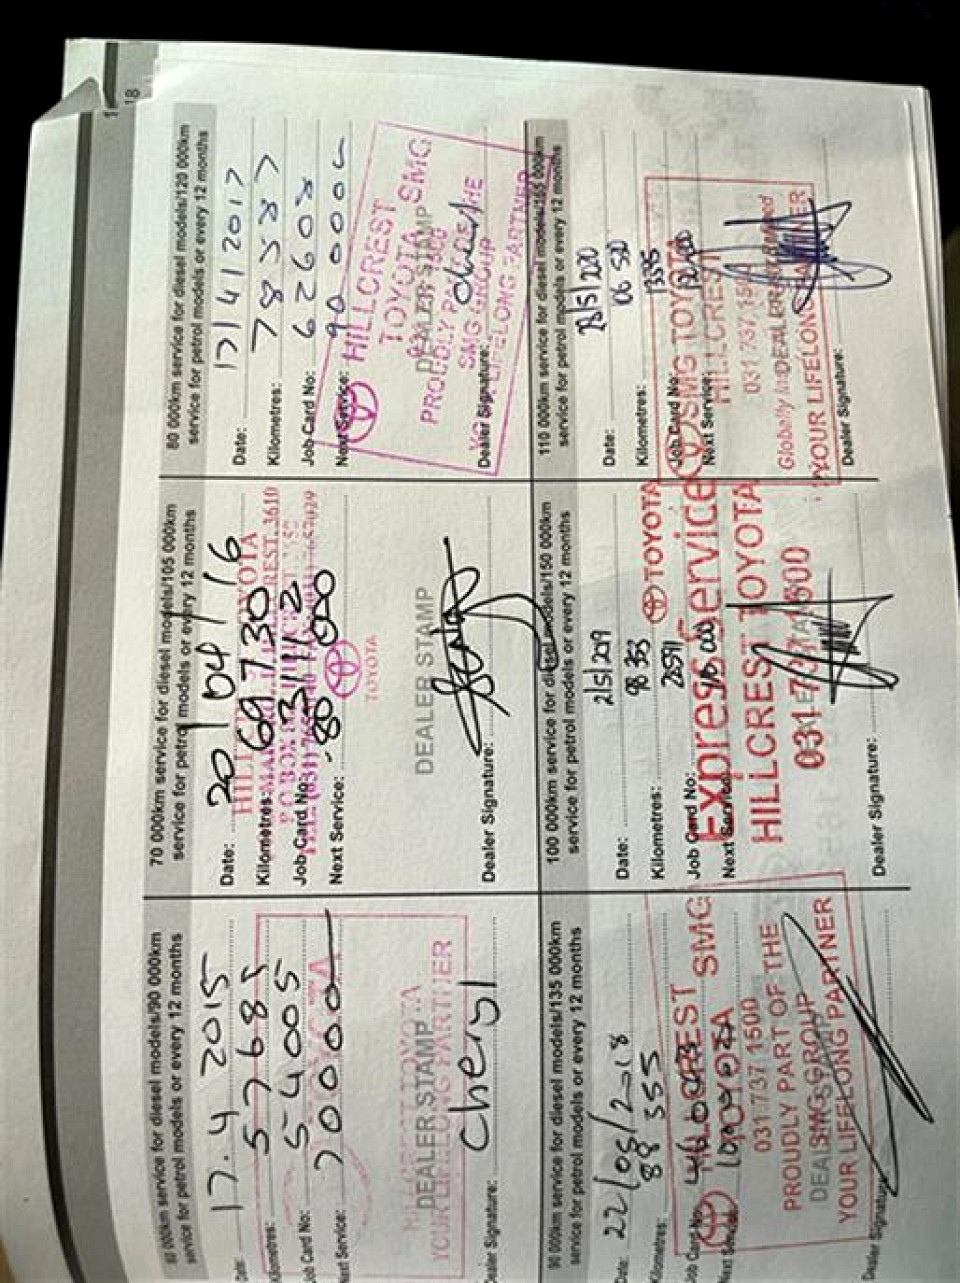 60 000km service for diesel models/90 000km
service for petrol models or every 12 months
Date: 17.4 2015
Kilometres: 57685
Job Card No: 54005
Next Service: 70000
DEALER STAMP
YOUR LIFELONG PARTNER
Cheryl
Dealer Signature:
70 000km service for diesel models/105 000km
service for petrol models or every 12 months
Date: 20/04/16
Kilometres: 69730
Job Card No:
Next Service: 80 000
TOYOTA
DEALER STAMP
Dealer Signature:
80 000km service for diesel models/120 000km
service for petrol models or every 12 months
Date: 17/4/2017
Kilometres: 78587
Job Card No: 62608
Next Service: 90 000
HILLCREST
TOYOTA SMG
DEALER STAMP
PROUDLY PART OF THE
SMG GROUP
YOUR LIFELONG PARTNER
Dealer Signature:
90 000km service for diesel models/135 000km
service for petrol models or every 12 months
Date: 22/05/2018
Kilometres: 88 355
Job Card No:
Next Service:
HILLCREST
TOYOTA SMG
031 737 1500
PROUDLY PART OF THE
SMG GROUP
DEALER STAMP
YOUR LIFELONG PARTNER
Dealer Signature:
100 000km service for diesel models/150 000km
service for petrol models or every 12 months
Date: 2/5/2019
Kilometres: 98 353
Job Card No:
Next Service:
TOYOTA
Express Service
HILLCREST TOYOTA
031 737 1500
Dealer Signature:
110 000km service for diesel models/165 000km
service for petrol models or every 12 months
Date:
Kilometres: 106 530
Job Card No:
Next Service:
SMG TOYOTA
HILLCREST
031 737 1500
DEALER STAMP
YOUR LIFELONG PARTNER
Dealer Signature:
18